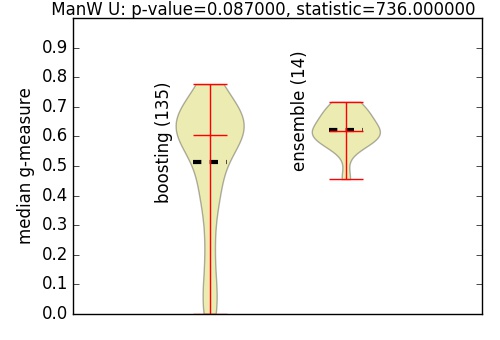 ManW U: p-value=0.087000, statistic=736.000000
0.9
0.8
0.7
0.6
0.5
0.4
0.3
0.2
0.1
0.0
median g-measure
boosting (135)
ensemble (14)